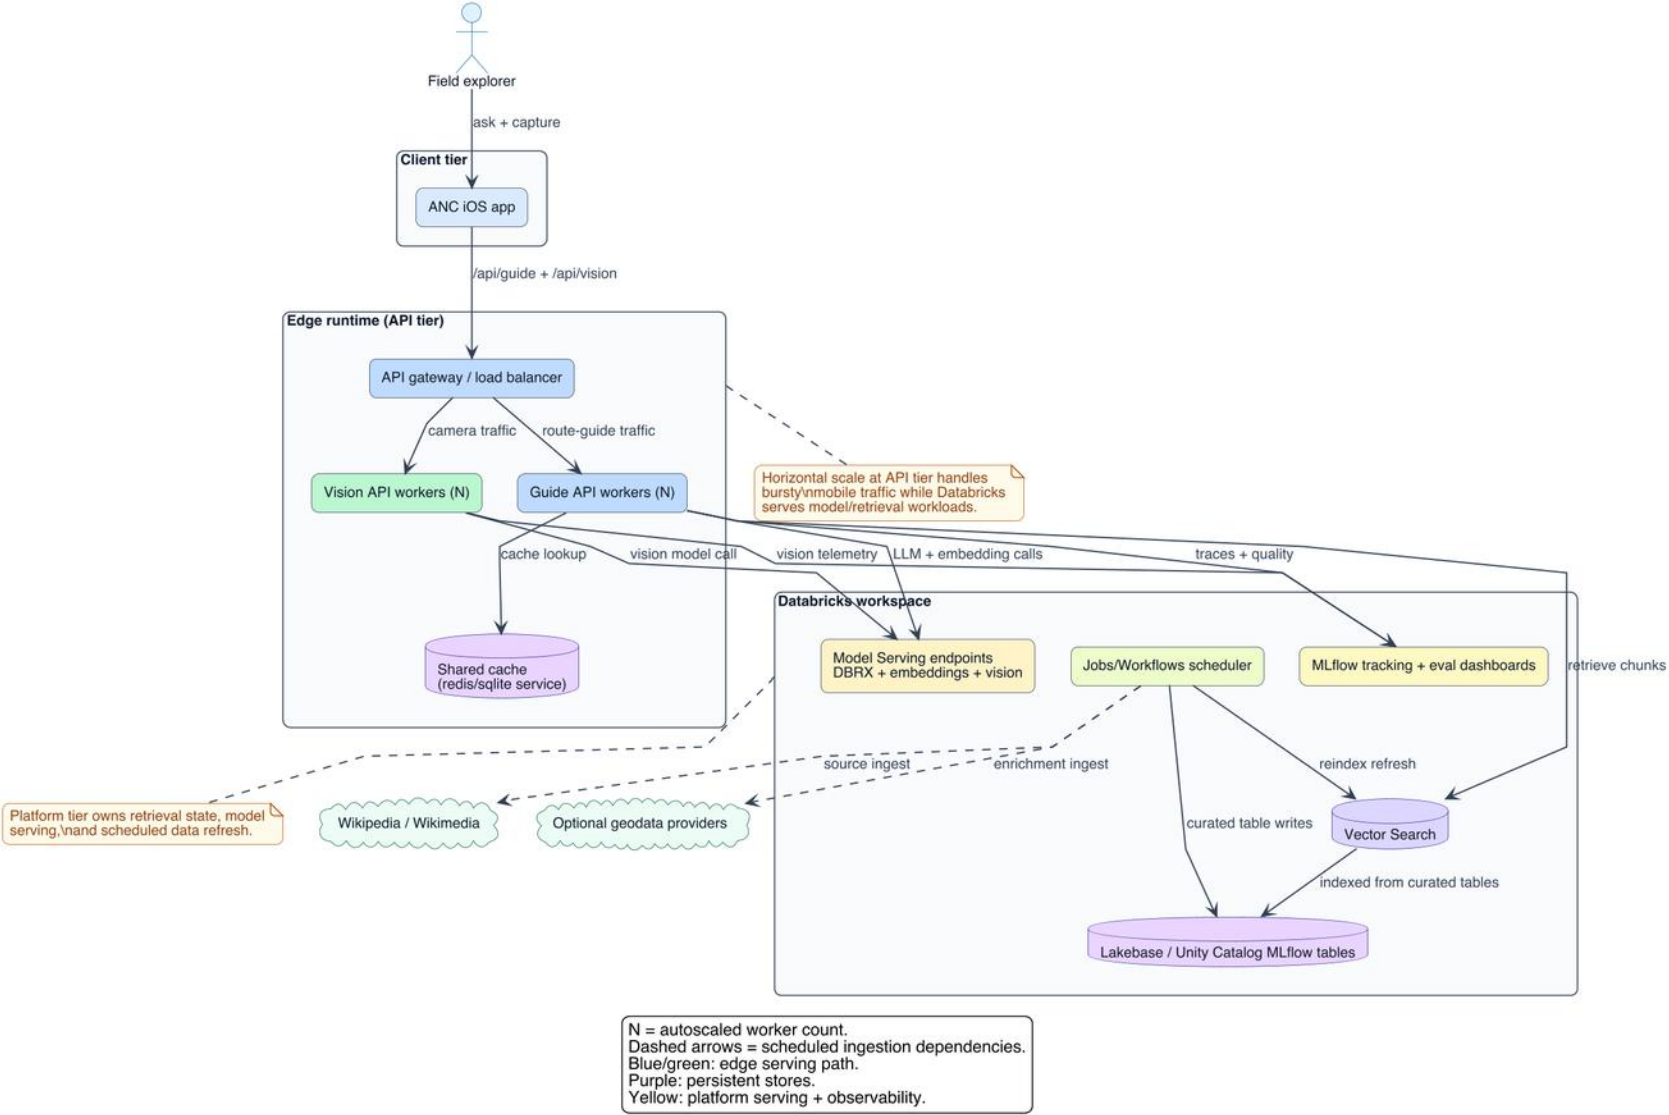 Field explorer
ask + capture
Client tier
ANC iOS app
/api/guide + /api/vision
Edge runtime (API tier)
API gateway / load balancer
camera traffic
route-guide traffic
Vision API workers (N)
Guide API workers (N)
Horizontal scale at API tier handles
bursty\nmobile traffic while Databricks
serves model/retrieval workloads.
cache lookup
vision model call
vision telemetry
LLM + embedding calls
traces + quality
Databricks workspace
Shared cache
(redis/sqlite service)
Model Serving endpoints
DBRX + embeddings + vision
Jobs/Workflows scheduler
MLflow tracking + eval dashboards
retrieve chunks
source ingest
enrichment ingest
reindex refresh
Platform tier owns retrieval state, model
serving,\nand scheduled data refresh.
Wikipedia / Wikimedia
Optional geodata providers
curated table writes
Vector Search
indexed from curated tables
Lakebase / Unity Catalog MLflow tables
N = autoscaled worker count.
Dashed arrows = scheduled ingestion dependencies.
Blue/green: edge serving path.
Purple: persistent stores.
Yellow: platform serving + observability.